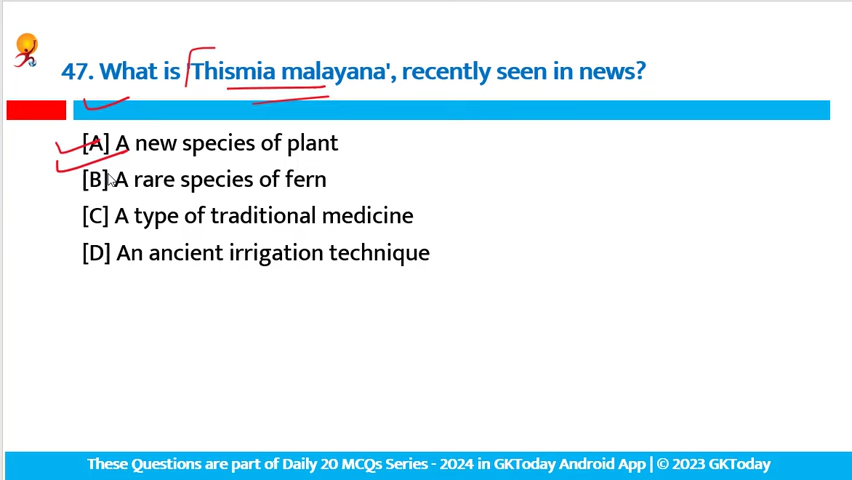 47. What is 'Thismia malayana', recently seen in news?
[A] A new species of plant
[B] A rare species of fern
[C] A type of traditional medicine
[D] An ancient irrigation technique
These Questions are part of Daily 20 MCQs Series - 2024 in GKToday Android App | © 2023 GKToday